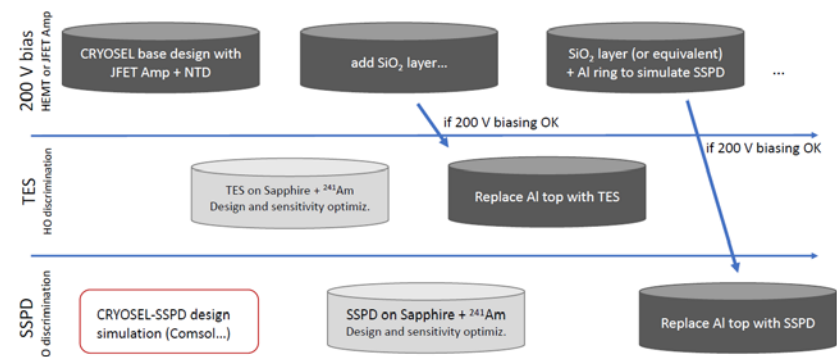 200 V bias
HEMT or JFET Amp
CRYOSEL base design with
JFET Amp + NTD
add SiO₂ layer...
SiO₂ layer (or equivalent)
+ Al ring to simulate SSPD
...
if 200 V biasing OK
if 200 V biasing OK
TES
HO discrimination
TES on Sapphire + ²⁴¹Am
Design and sensitivity optimiz.
Replace Al top with TES
SSPD
O discrimination
CRYOSEL-SSPD design
simulation (Comsol...)
SSPD on Sapphire + ²⁴¹Am
Design and sensitivity optimiz.
Replace Al top with SSPD